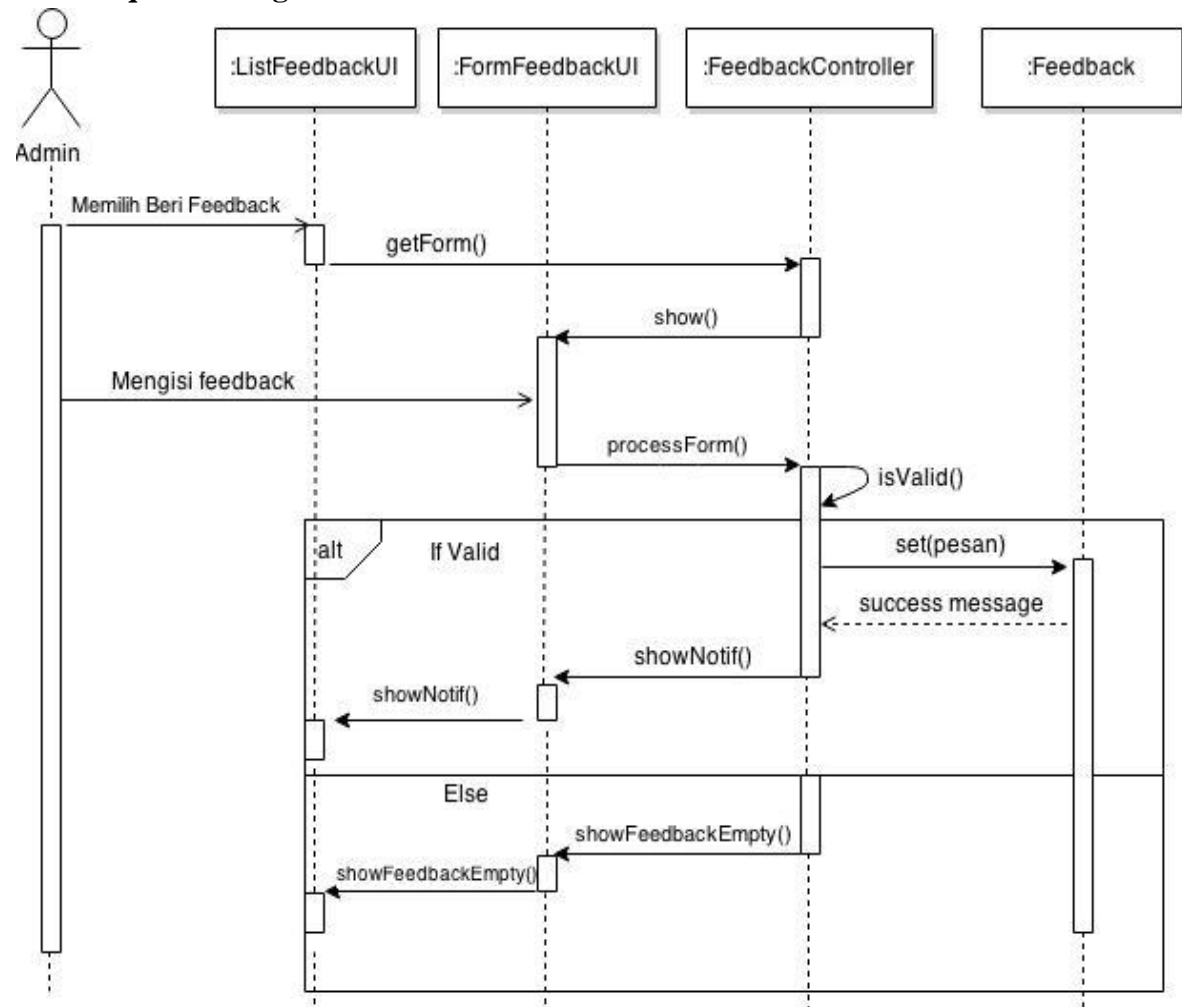 :ListFeedbackUI
:FormFeedbackUI
:FeedbackController
:Feedback
Admin
Memilih Beri Feedback
getForm()
show()
Mengisi feedback
processForm()
isValid()
alt
If Valid
set(pesan)
success message
showNotif()
showNotif()
Else
showFeedbackEmpty()
showFeedbackEmpty()